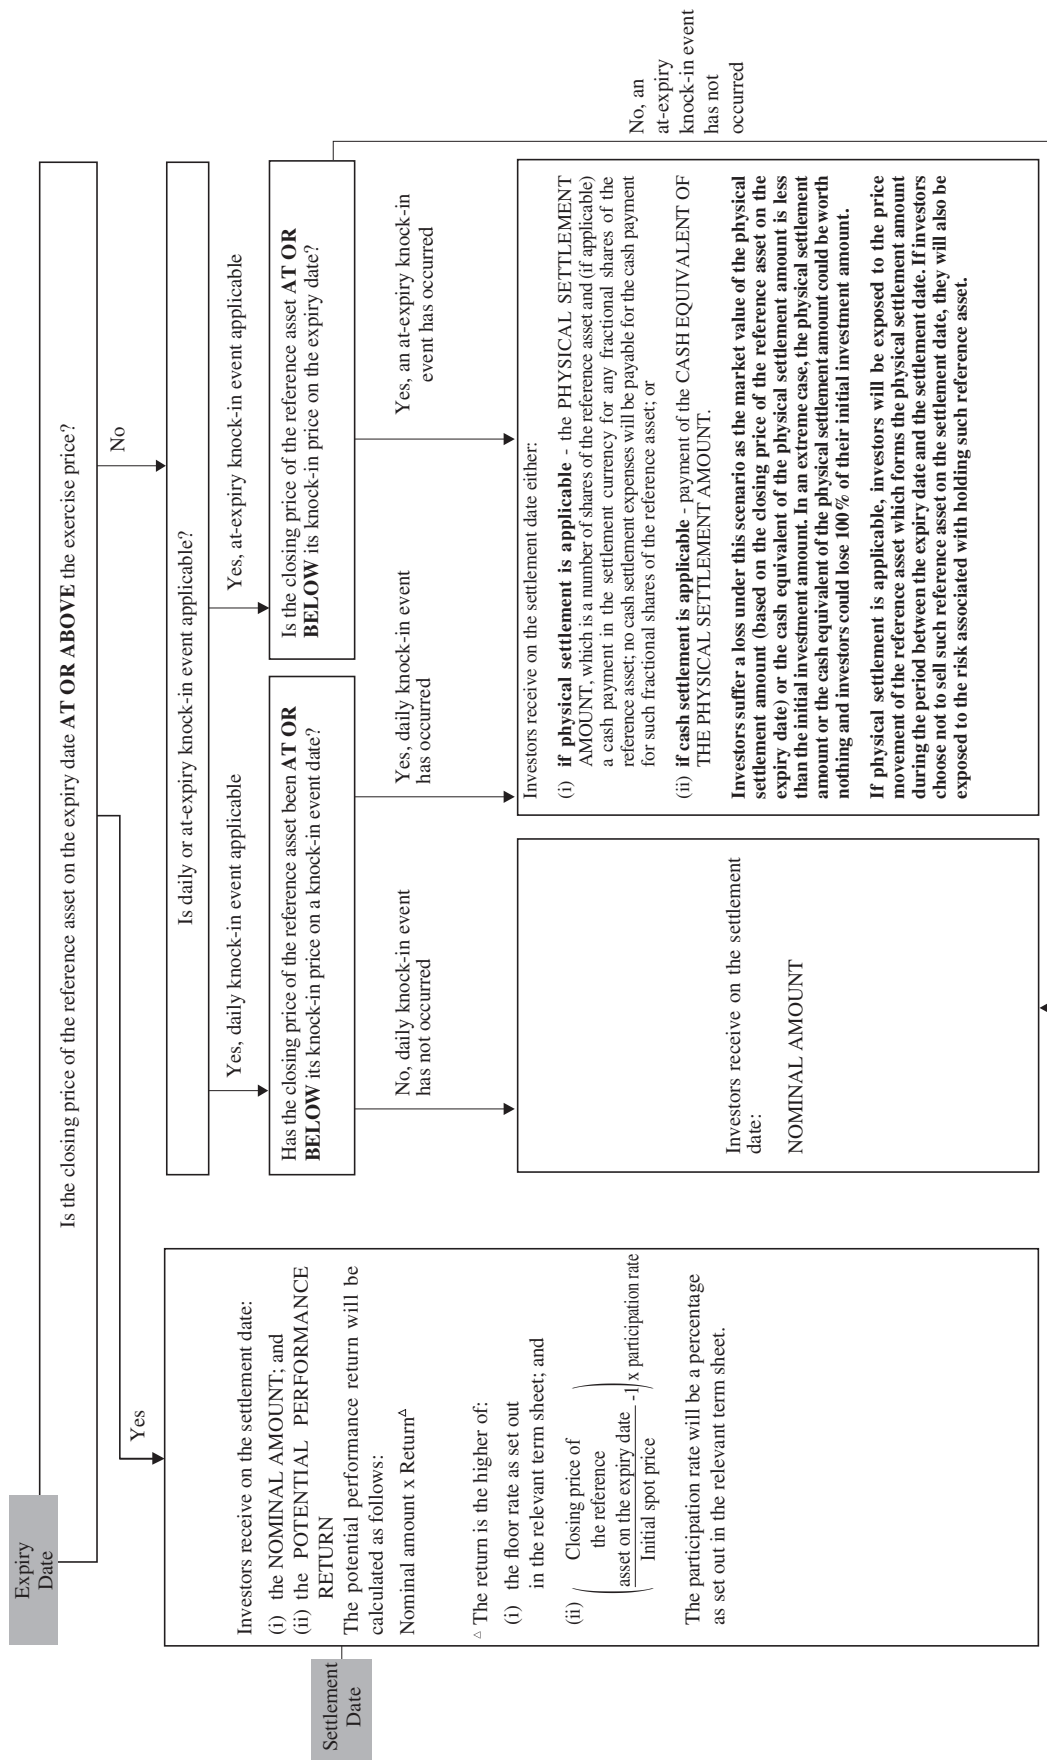 Expiry
Date
Is the closing price of the reference asset on the expiry date AT OR ABOVE the exercise price?
Yes
No
Is daily or at-expiry knock-in event applicable?
Yes, daily knock-in event applicable
Yes, at-expiry knock-in event applicable
Has the closing price of the reference asset been AT OR
BELOW its knock-in price on a knock-in event date?
Is the closing price of the reference asset AT OR
BELOW its knock-in price on the expiry date?
No, daily knock-in event
has not occurred
Yes, daily knock-in event
has occurred
Yes, an at-expiry knock-in
event has occurred
No, an
at-expiry
knock-in event
has not
occurred
Settlement
Date
Investors receive on the settlement date:
(i) the NOMINAL AMOUNT; and
(ii) the POTENTIAL PERFORMANCE
RETURN
The potential performance return will be
calculated as follows:
Nominal amount x Return△
△ The return is the higher of:
(i) the floor rate as set out
in the relevant term sheet; and
(ii) ( Closing price of
the reference
asset on the expiry date
Initial spot price -1) x participation rate
The participation rate will be a percentage
as set out in the relevant term sheet.
Investors receive on the settlement
date:
NOMINAL AMOUNT
Investors receive on the settlement date either:
(i) if physical settlement is applicable - the PHYSICAL SETTLEMENT
AMOUNT, which is a number of shares of the reference asset and (if applicable)
a cash payment in the settlement currency for any fractional shares of the
reference asset; no cash settlement expenses will be payable for the cash payment
for such fractional shares of the reference asset; or
(ii) if cash settlement is applicable - payment of the CASH EQUIVALENT OF
THE PHYSICAL SETTLEMENT AMOUNT.
Investors suffer a loss under this scenario as the market value of the physical
settlement amount (based on the closing price of the reference asset on the
expiry date) or the cash equivalent of the physical settlement amount is less
than the initial investment amount. In an extreme case, the physical settlement
amount or the cash equivalent of the physical settlement amount could be worth
nothing and investors could lose 100% of their initial investment amount.
If physical settlement is applicable, investors will be exposed to the price
movement of the reference asset which forms the physical settlement amount
during the period between the expiry date and the settlement date. If investors
choose not to sell such reference asset on the settlement date, they will also be
exposed to the risk associated with holding such reference asset.